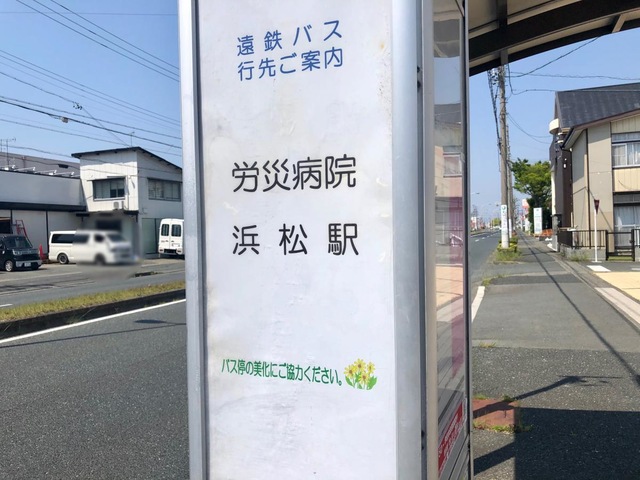 遠鉄バス
行先ご案内
労災病院
浜松駅
バス停の美化にご協力ください。